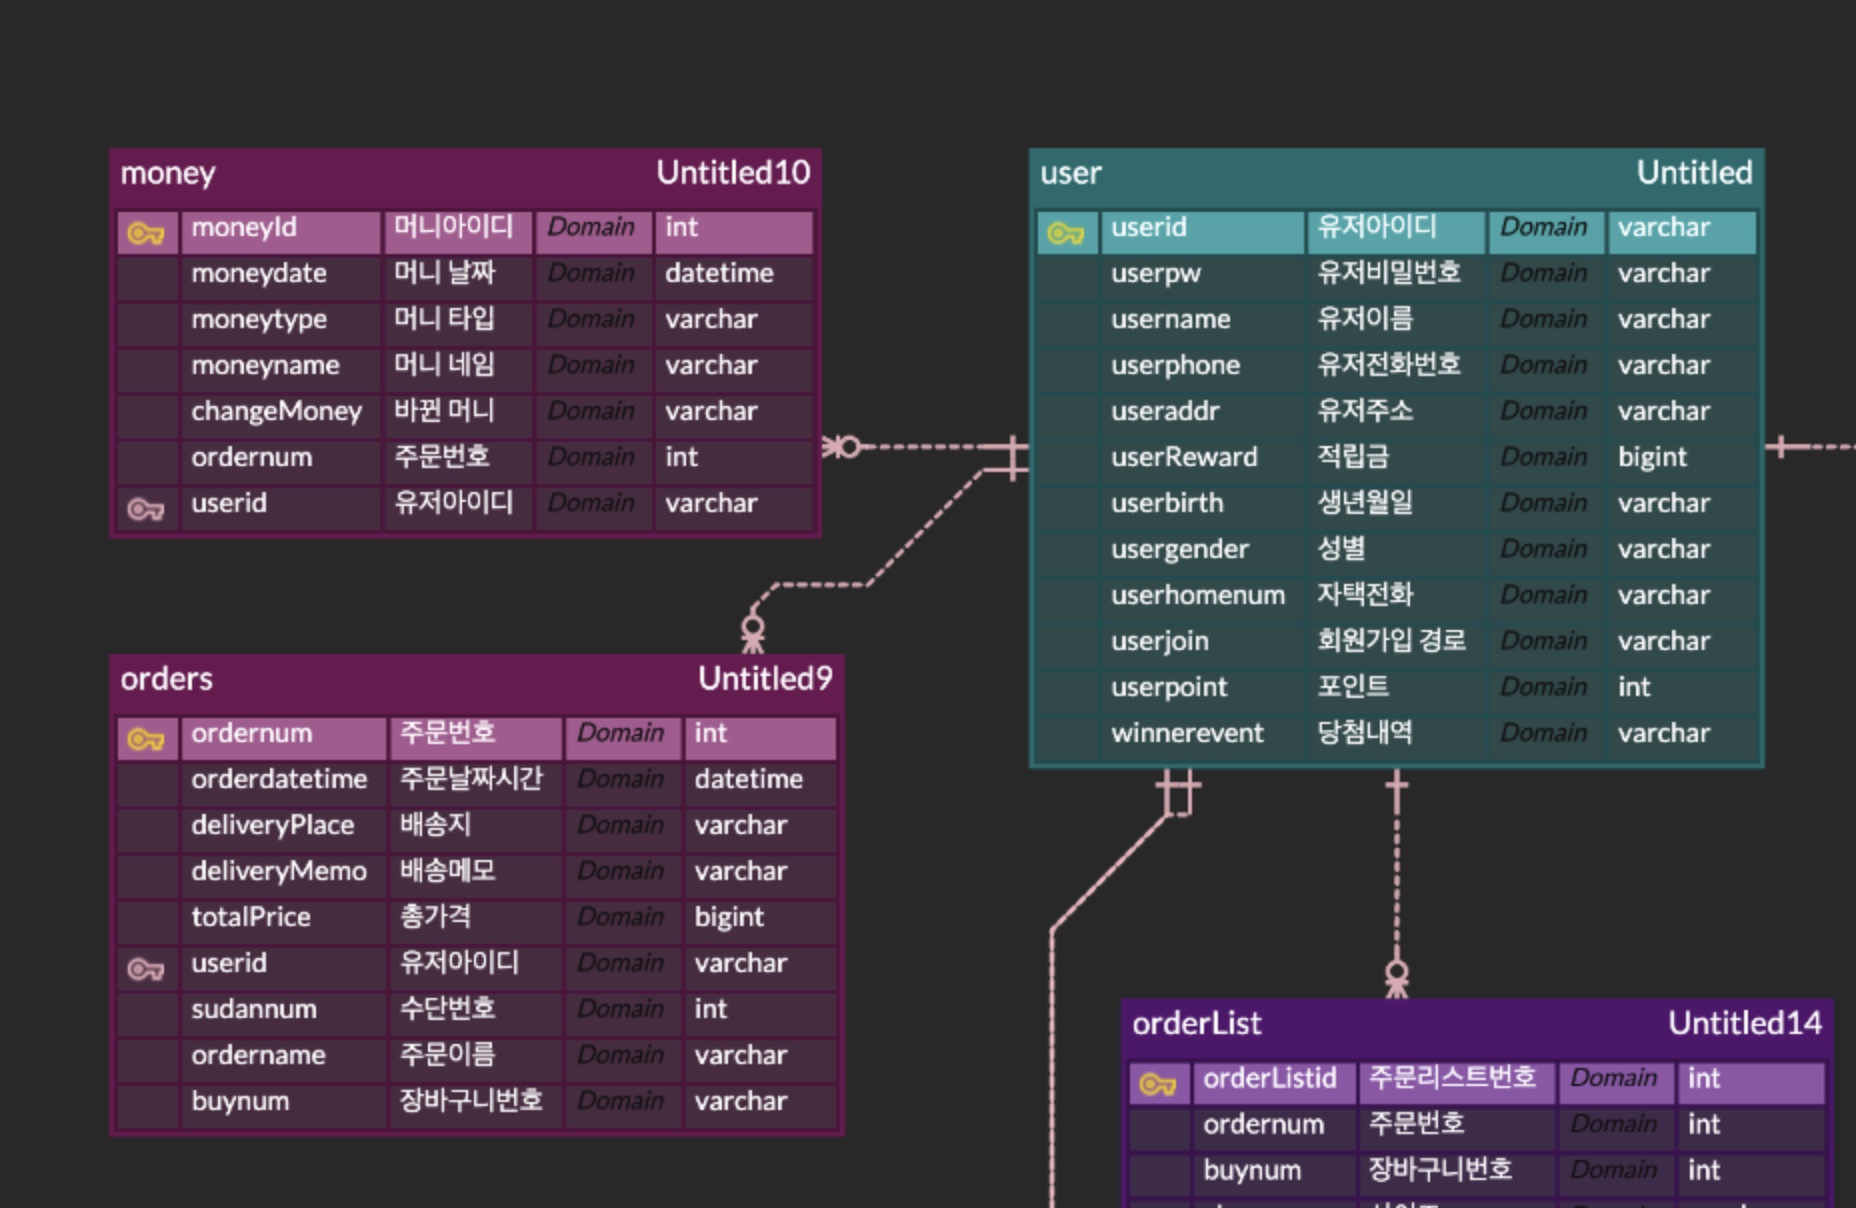 money Untitled10
moneyId 머니아이디 Domain int
moneydate 머니 날짜 Domain datetime
moneytype 머니 타입 Domain varchar
moneyname 머니 네임 Domain varchar
changeMoney 바뀐 머니 Domain varchar
ordernum 주문번호 Domain int
userid 유저아이디 Domain varchar
user Untitled
userid 유저아이디 Domain varchar
userpw 유저비밀번호 Domain varchar
username 유저이름 Domain varchar
userphone 유저전화번호 Domain varchar
useraddr 유저주소 Domain varchar
userReward 적립금 Domain bigint
userbirth 생년월일 Domain varchar
usergender 성별 Domain varchar
userhomenum 자택전화 Domain varchar
userjoin 회원가입 경로 Domain varchar
userpoint 포인트 Domain int
winnerevent 당첨내역 Domain varchar
orders Untitled9
ordernum 주문번호 Domain int
orderdatetime 주문날짜시간 Domain datetime
deliveryPlace 배송지 Domain varchar
deliveryMemo 배송메모 Domain varchar
totalPrice 총가격 Domain bigint
userid 유저아이디 Domain varchar
sudannum 수단번호 Domain int
ordername 주문이름 Domain varchar
buynum 장바구니번호 Domain varchar
orderList Untitled14
orderListid 주문리스트번호 Domain int
ordernum 주문번호 Domain int
buynum 장바구니번호 Domain int